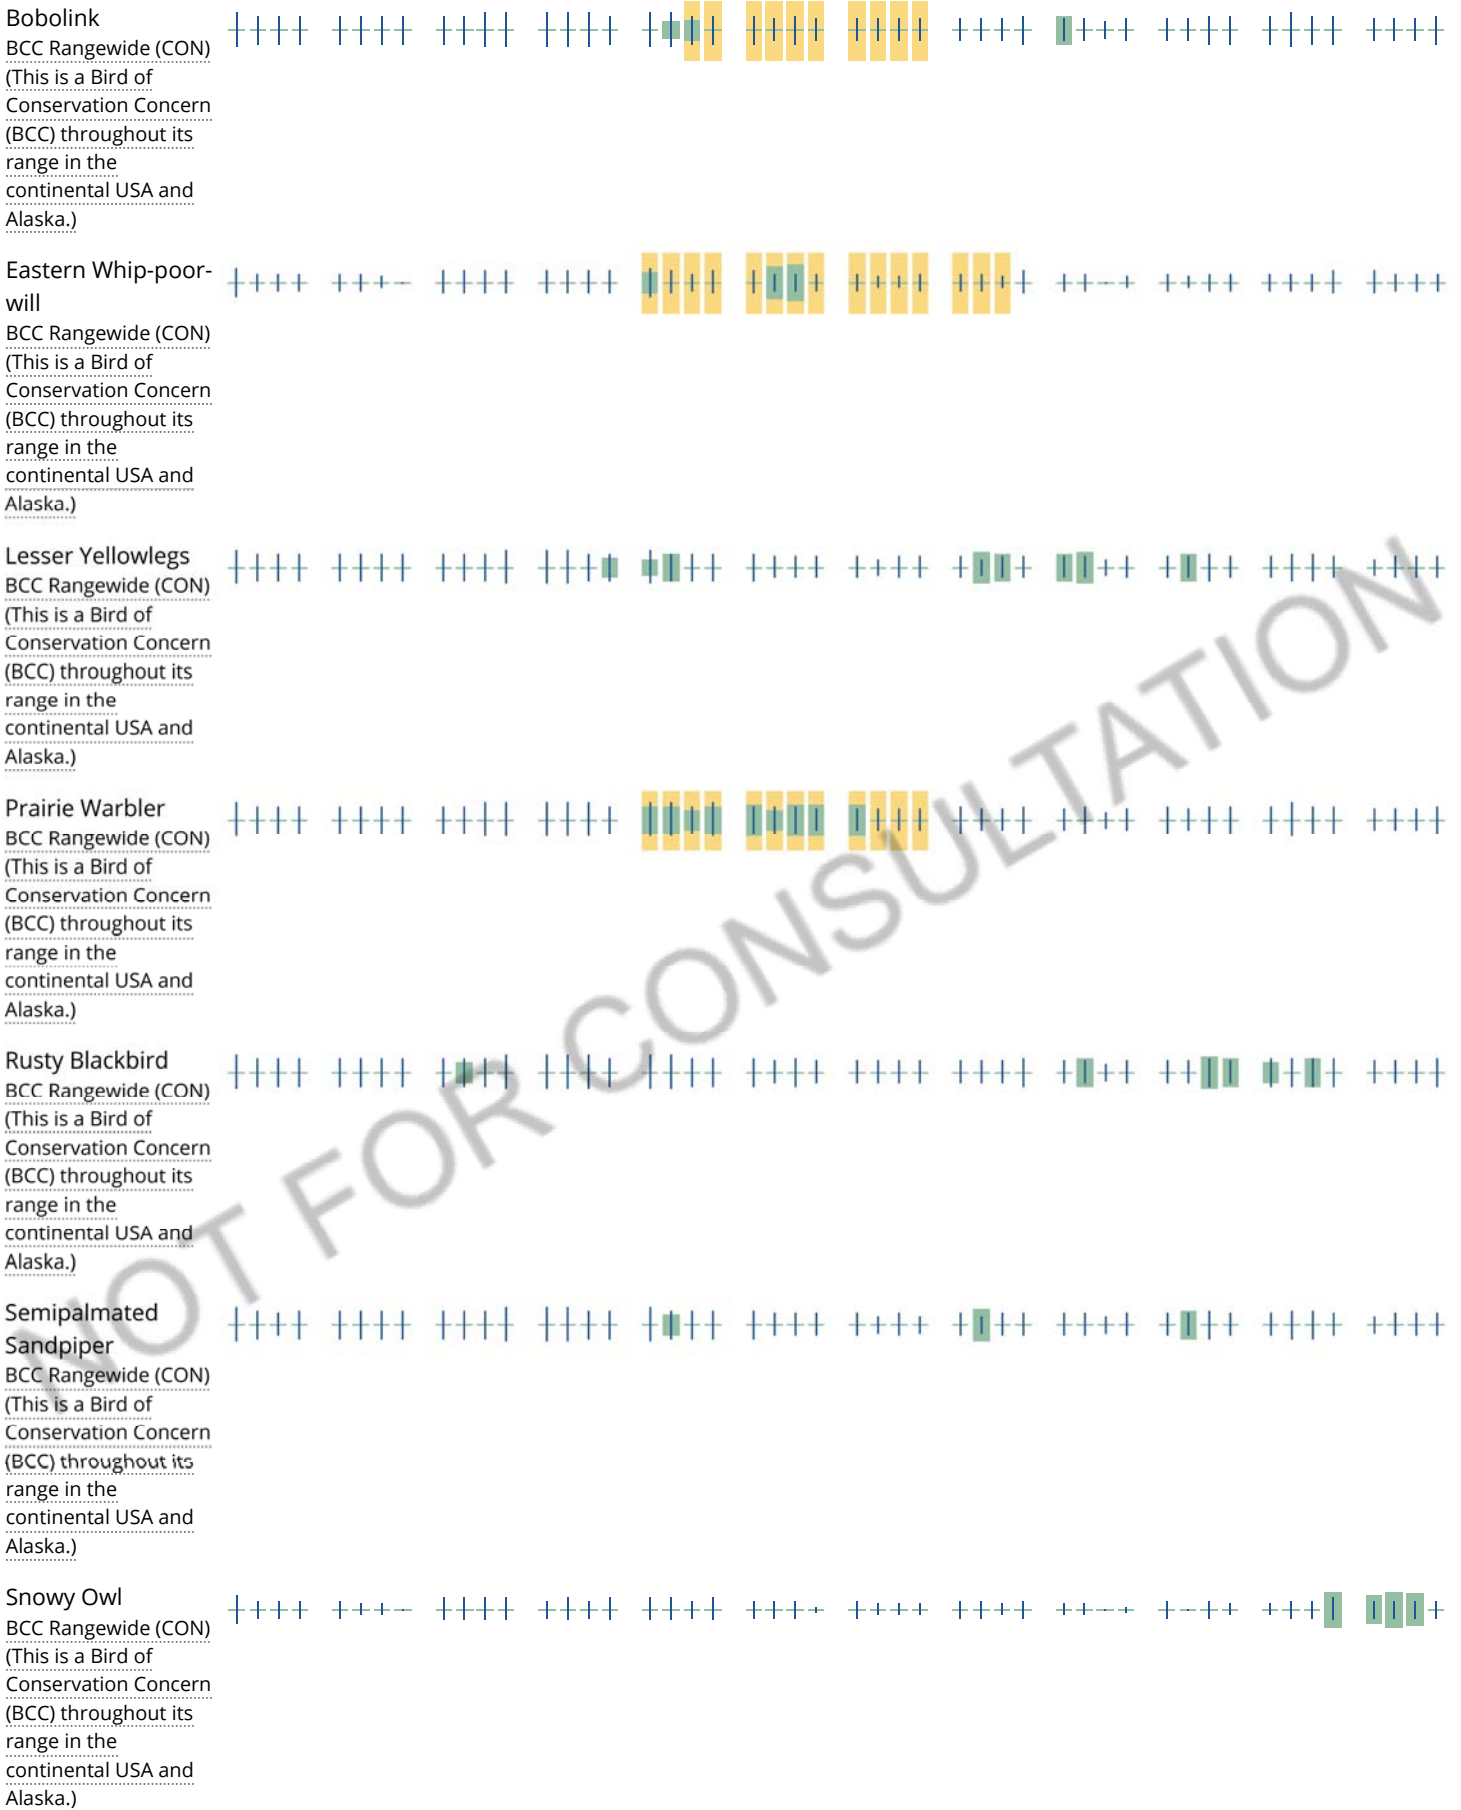 Bobolink
BCC Rangewide (CON)
(This is a Bird of
Conservation Concern
(BCC) throughout its
range in the
continental USA and
Alaska.)
Eastern Whip-poor-
will
BCC Rangewide (CON)
(This is a Bird of
Conservation Concern
(BCC) throughout its
range in the
continental USA and
Alaska.)
Lesser Yellowlegs
BCC Rangewide (CON)
(This is a Bird of
Conservation Concern
(BCC) throughout its
range in the
continental USA and
Alaska.)
Prairie Warbler
BCC Rangewide (CON)
(This is a Bird of
Conservation Concern
(BCC) throughout its
range in the
continental USA and
Alaska.)
Rusty Blackbird
BCC Rangewide (CON)
(This is a Bird of
Conservation Concern
(BCC) throughout its
range in the
continental USA and
Alaska.)
Semipalmated
Sandpiper
BCC Rangewide (CON)
(This is a Bird of
Conservation Concern
(BCC) throughout its
range in the
continental USA and
Alaska.)
Snowy Owl
BCC Rangewide (CON)
(This is a Bird of
Conservation Concern
(BCC) throughout its
range in the
continental USA and
Alaska.)
NOT FOR CONSULTATION